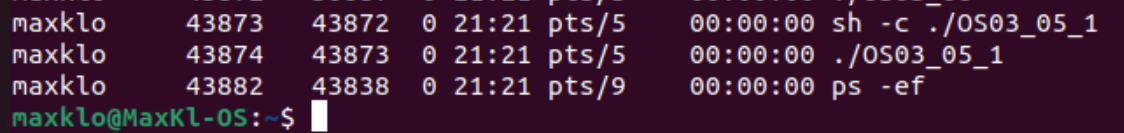 maxklo 43873 43872 0 21:21 pts/5 00:00:00 sh -c ./OS03_05_1
maxklo 43874 43873 0 21:21 pts/5 00:00:00 ./OS03_05_1
maxklo 43882 43838 0 21:21 pts/9 00:00:00 ps -ef
maxklo@MaxKl-OS:~$